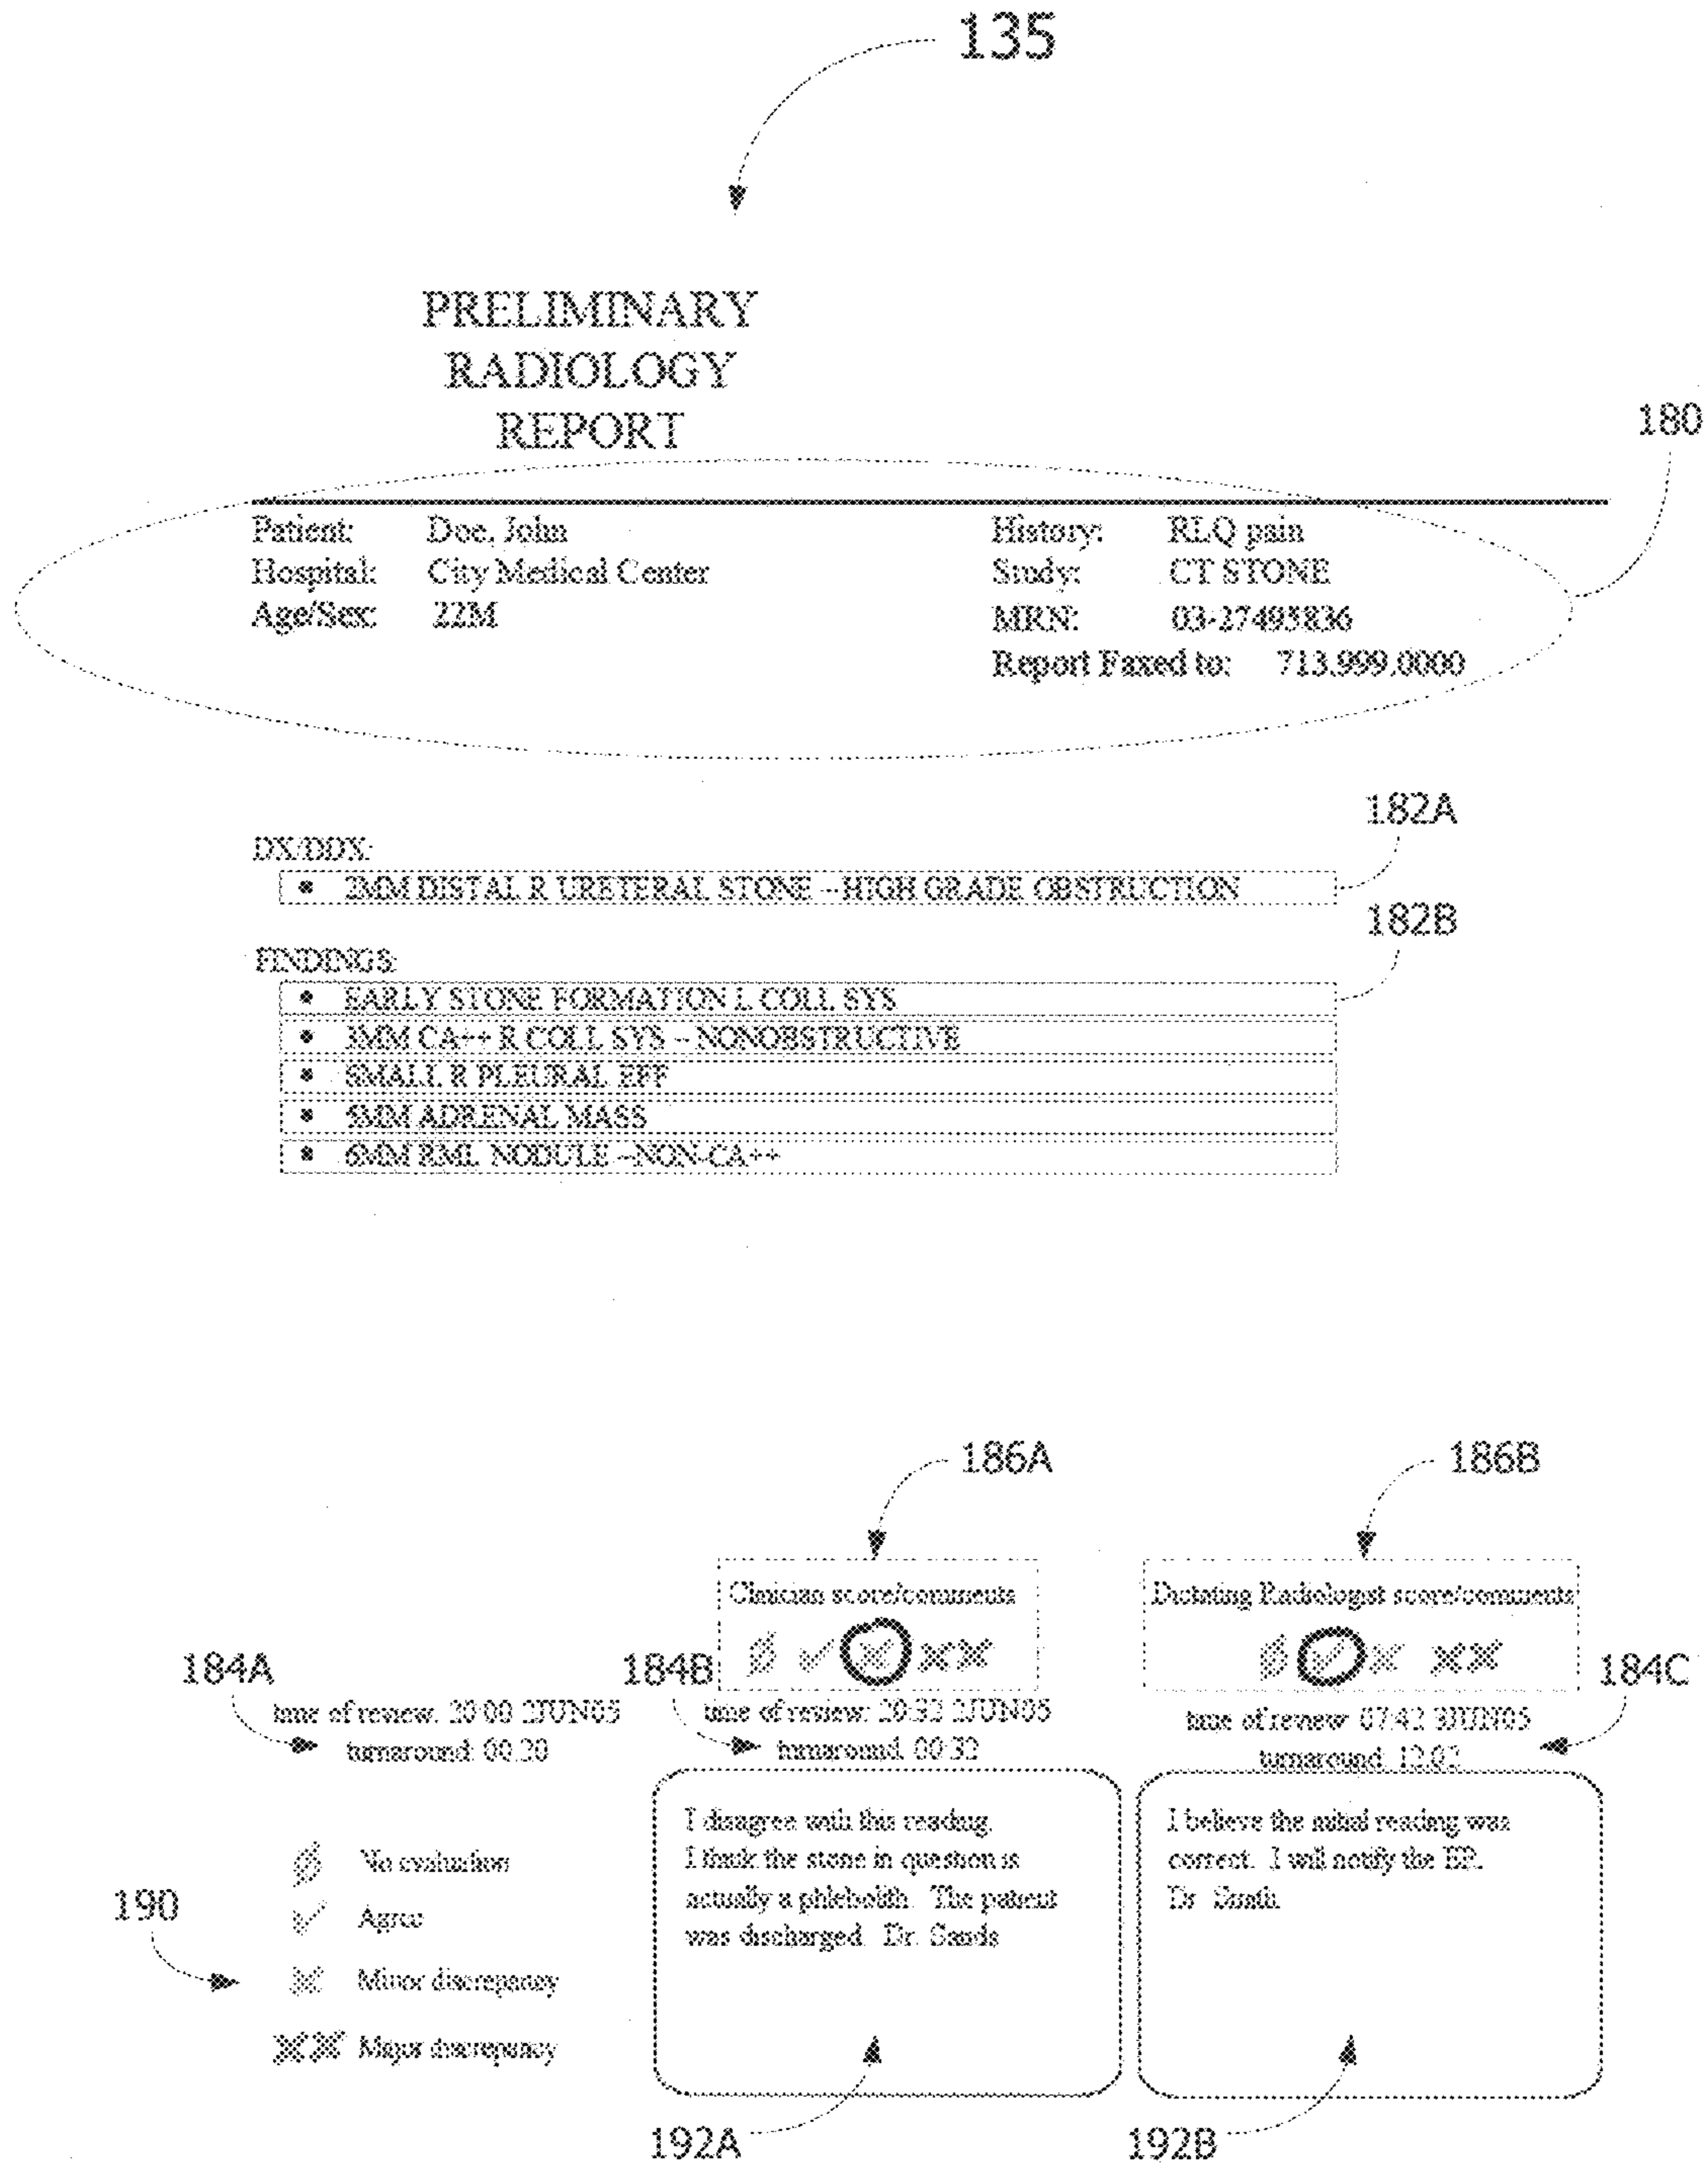 135
PRELIMINARY
RADIOLOGY
REPORT
180
Patient: Doe, John
History: RLQ pain
Hospital: City Medical Center
Study: CT STONE
Age/Sex: 22M
MRN: 03-27495836
Report Faxed to: 713.999.0000
182A
DX/DDX:
• 2MM DISTAL R URETERAL STONE --HIGH GRADE OBSTRUCTION
182B
FINDINGS:
• EARLY STONE FORMATION L COLL SYS
• 3MM CA++ R COLL SYS -- NONOBSTRUCTIVE
• SMALL R PLEURAL EFF
• 5MM ADRENAL MASS
• 6MM RML NODULE --NON-CA++
186A
186B
Clinician score/comments
Dictating Radiologist score/comments
184A
184B
184C
time of review: 20:00 2JUN05
turnaround: 00:20
time of review: 20:32 2JUN05
turnaround: 00:32
time of review: 07:42 3JUN05
turnaround: 12:02
I disagree with this reading.
I think the stone in question is
actually a phlebolith. The patient
was discharged. Dr. Sands
I believe the initial reading was
correct. I will notify the EP.
Dr. Smith.
190
No evaluation
Agree
Minor discrepancy
Major discrepancy
192A
192B